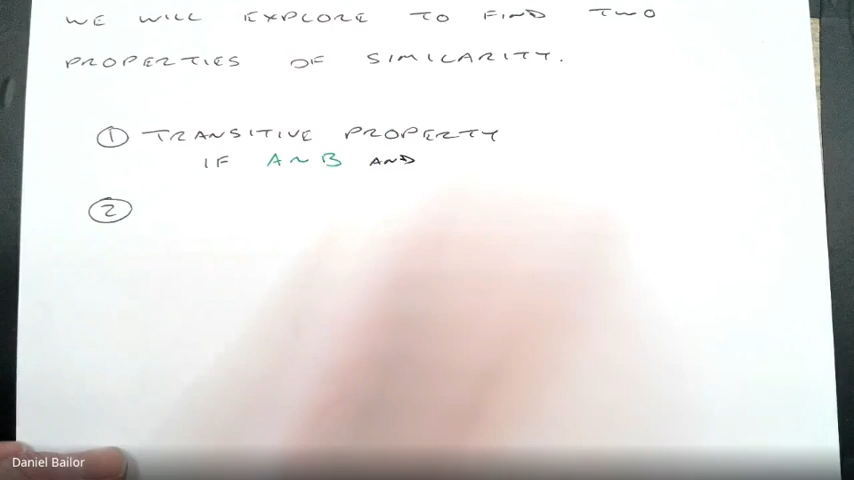 WE WILL EXPLORE TO FIND TWO
PROPERTIES OF SIMILARITY.
① TRANSITIVE PROPERTY
IF A~B AND
②
Daniel Bailor